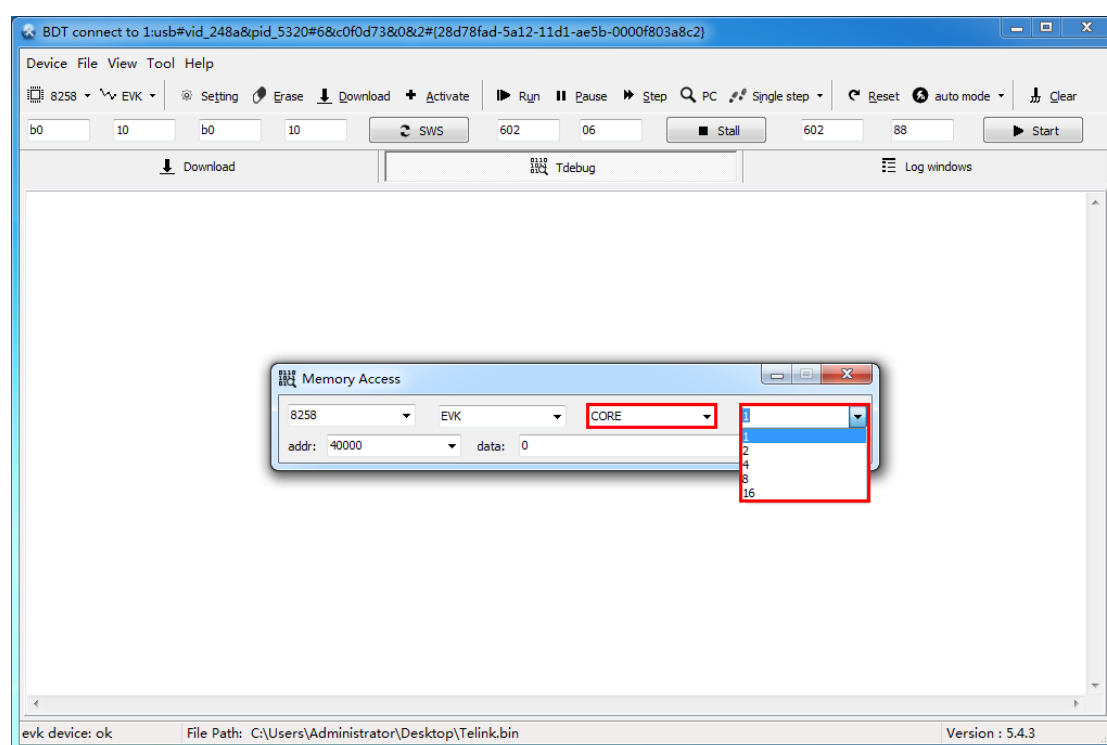 BDT connect to 1:usb#vid_248a&pid_5320#6&c0f0d73&0&2#{28d78fad-5a12-11d1-ae5b-0000f803a8c2}
Device File View Tool Help
8258 EVK Setting Erase Download Activate Run Pause Step PC Single step Reset auto mode Clear
b0 10 b0 10 SWS 602 06 Stall 602 88 Start
Download Tdebug Log windows
Memory Access
8258 EVK CORE 1
addr: 40000 data: 0
1
2
4
8
16
evk device: ok File Path: C:\Users\Administrator\Desktop\Telink.bin Version : 5.4.3